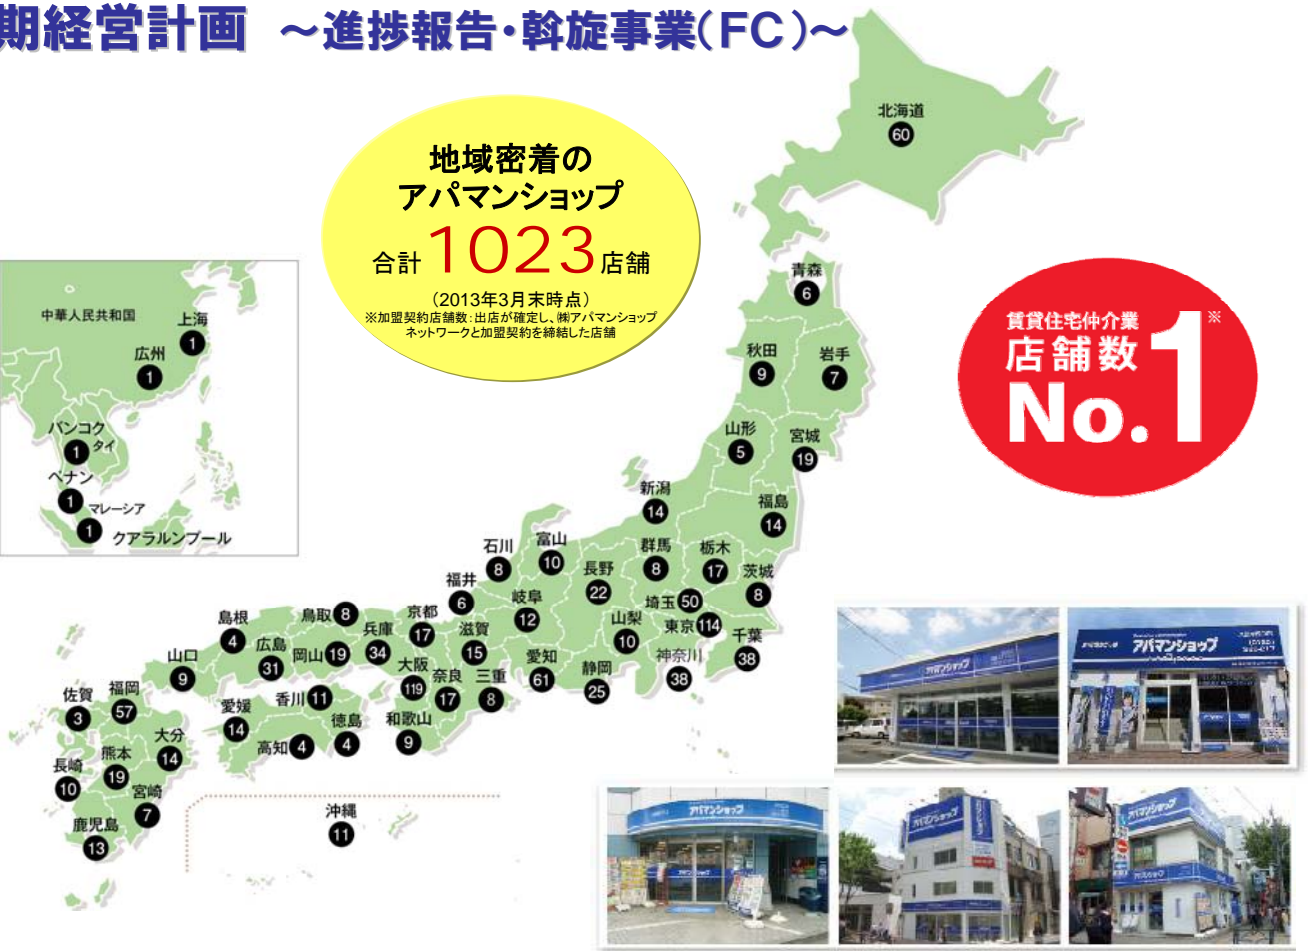 期経営計画 ～進捗報告・斡旋事業(FC)～
地域密着の
アパマンショップ
合計1023店舗
(2013年3月末時点)
※加盟契約店舗数:出店が確定し、㈱アパマンショップ
ネットワークと加盟契約を締結した店舗
賃貸住宅仲介業
店舗数
No.1※
中華人民共和国
上海
1
広州
1
バンコク
1
タイ
ペナン
1
マレーシア
1
クアラルンプール
北海道
60
青森
6
秋田
9
岩手
7
山形
5
宮城
19
新潟
14
福島
14
石川
8
富山
10
群馬
8
栃木
17
長野
22
茨城
8
福井
6
岐阜
12
埼玉 50
山梨
10
東京 114
千葉
38
神奈川
38
静岡
25
愛知
61
三重
8
滋賀
15
京都
17
奈良
17
大阪
119
和歌山
9
兵庫
34
鳥取 8
島根
4
岡山 19
広島
31
山口
9
香川 11
徳島
4
愛媛
14
高知 4
福岡
57
佐賀
3
大分
14
長崎
10
熊本
19
宮崎
7
鹿児島
13
沖縄
11
アパマンショップ
アパマンショップ
アパマンショップ
アパマンショップ
アパマンショップ
アパマンショップ